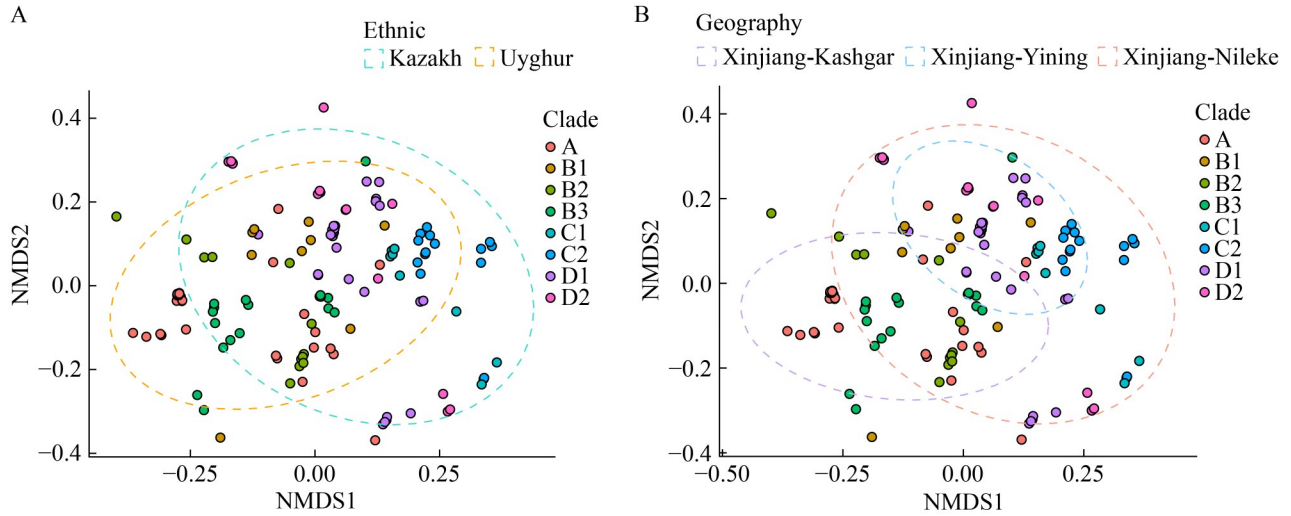 A
Ethnic
Kazakh Uyghur
NMDS2
0.4
0.2
0.0
−0.2
−0.4
−0.25 0.00 0.25
NMDS1
Clade
A
B1
B2
B3
C1
C2
D1
D2
B
Geography
Xinjiang-Kashgar Xinjiang-Yining Xinjiang-Nileke
NMDS2
0.4
0.2
0.0
−0.2
−0.4
−0.50 −0.25 0.00 0.25
NMDS1
Clade
A
B1
B2
B3
C1
C2
D1
D2